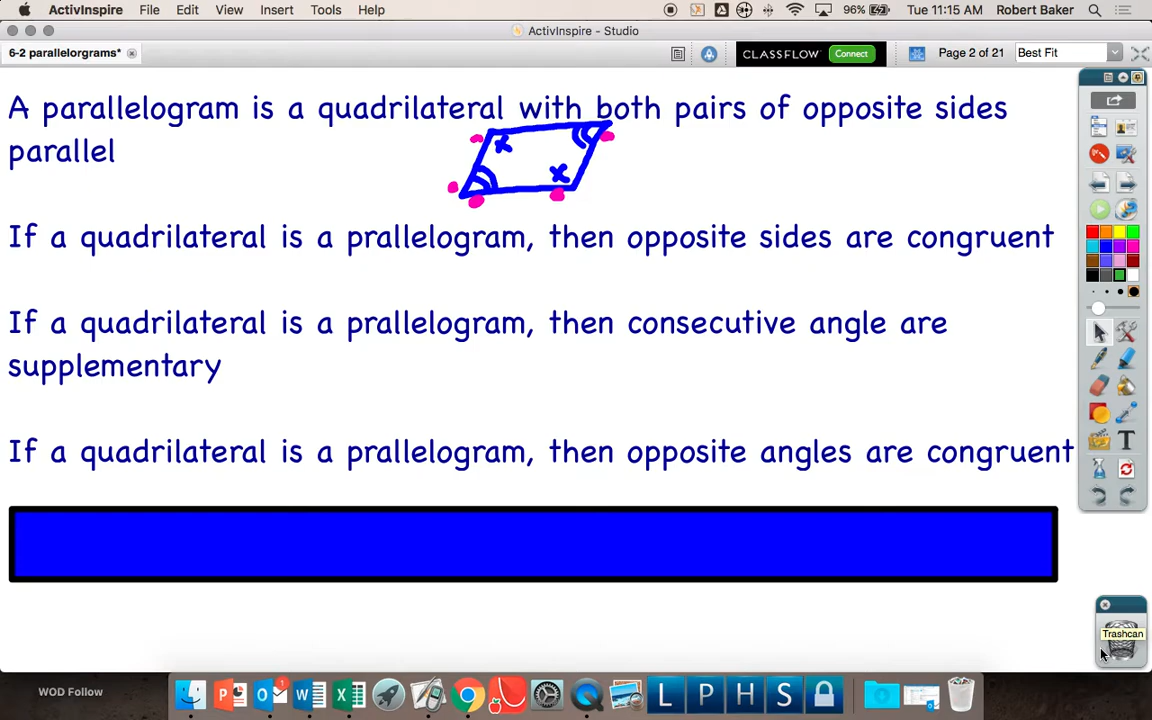 ActivInspire File Edit View Insert Tools Help 96% Tue 11:15 AM Robert Baker
ActivInspire - Studio
6-2 parallelorgrams* CLASSFLOW Connect Page 2 of 21 Best Fit
A parallelogram is a quadrilateral with both pairs of opposite sides
parallel
x
x
If a quadrilateral is a prallelogram, then opposite sides are congruent
If a quadrilateral is a prallelogram, then consecutive angle are
supplementary
If a quadrilateral is a prallelogram, then opposite angles are congruent
T
Trashcan
1
W
X
L P H S
WOD Follow